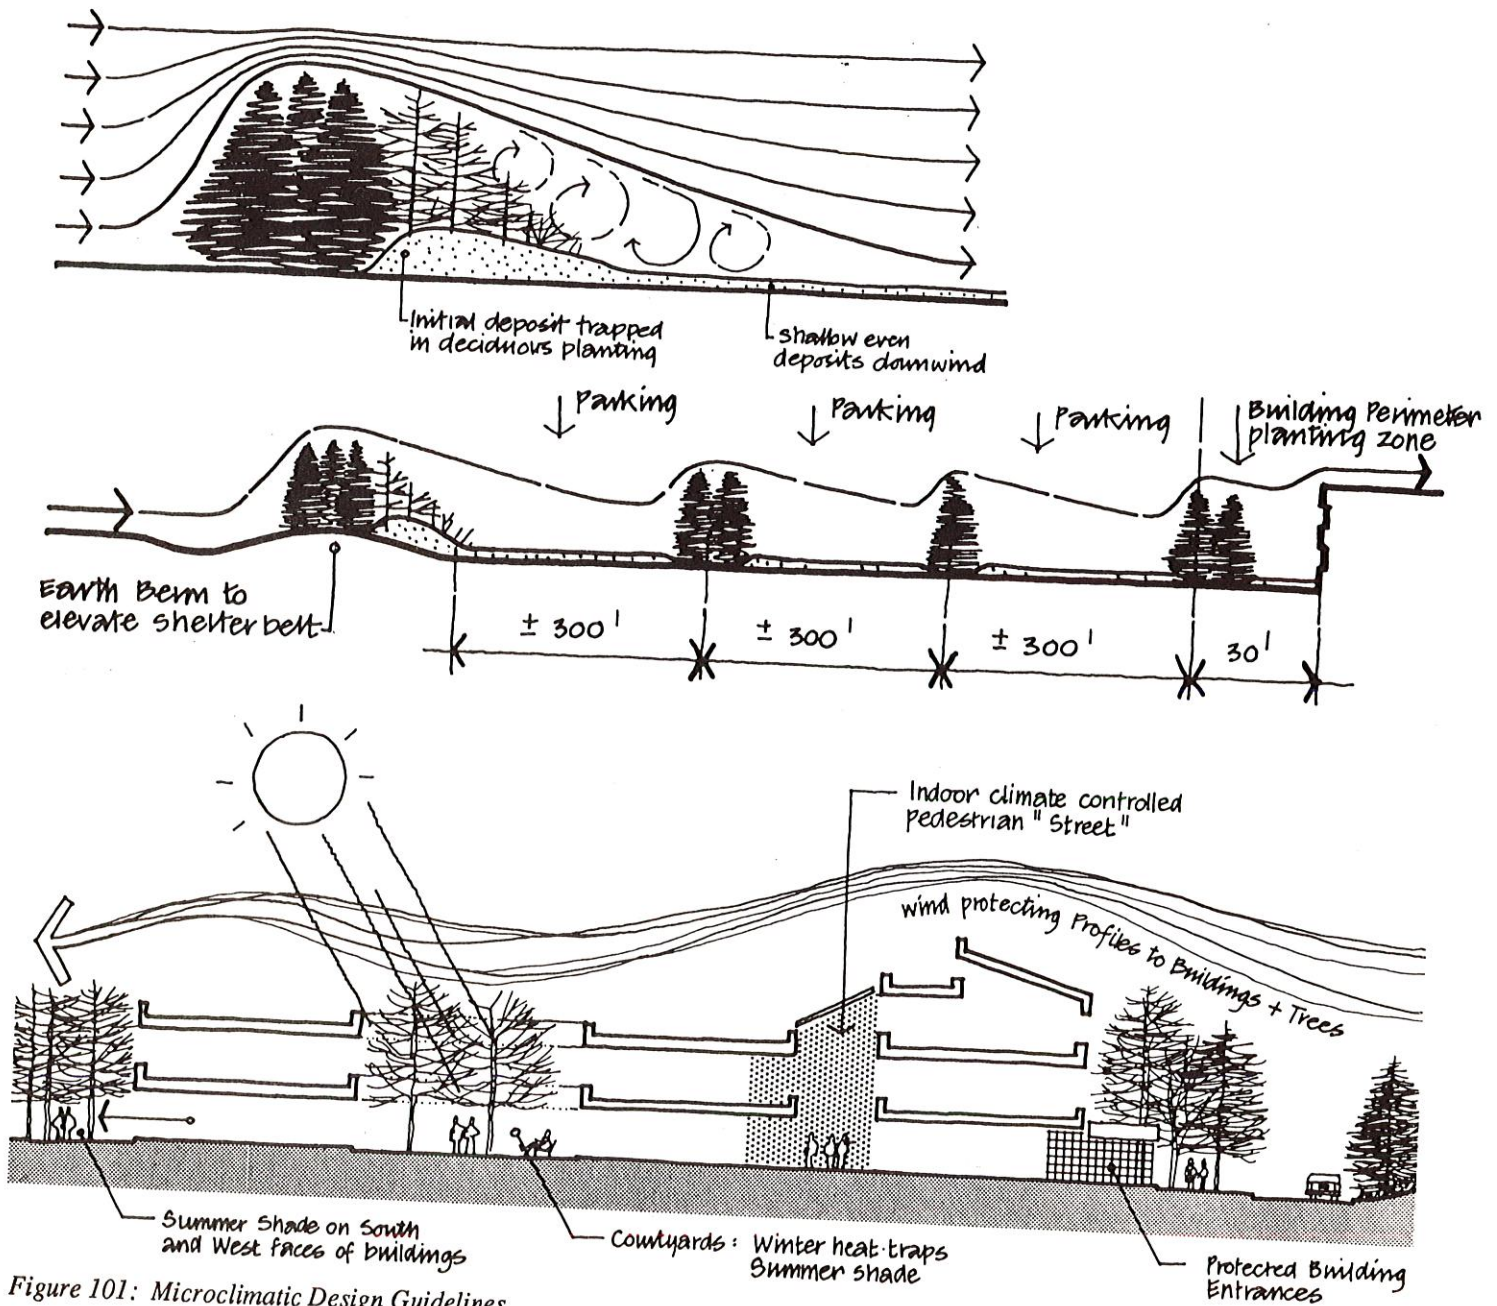 Initial deposit trapped
in deciduous planting
shallow even
deposits downwind
Parking
Parking
Parking
Building Perimeter
planting zone
Earth Berm to
elevate shelter belt
± 300'
± 300'
± 300'
30'
Indoor climate controlled
pedestrian "Street"
wind protecting Profiles to Buildings + Trees
Summer Shade on South
and West faces of buildings
Courtyards: Winter heat-traps
Summer shade
Protected Building
Entrances
Figure 101: Microclimatic Design Guidelines